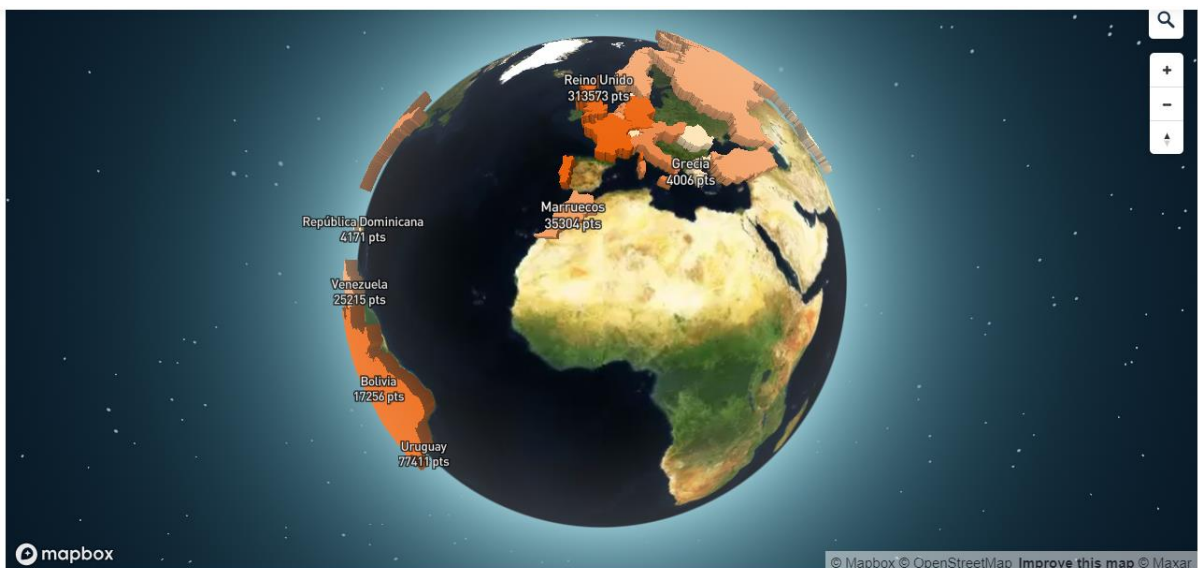 Reino Unido
313573 pts
Grecia
4006 pts
Marruecos
35304 pts
República Dominicana
4171 pts
Venezuela
25215 pts
Bolivia
17256 pts
Uruguay
77411 pts
mapbox
© Mapbox © OpenStreetMap Improve this map © Maxar